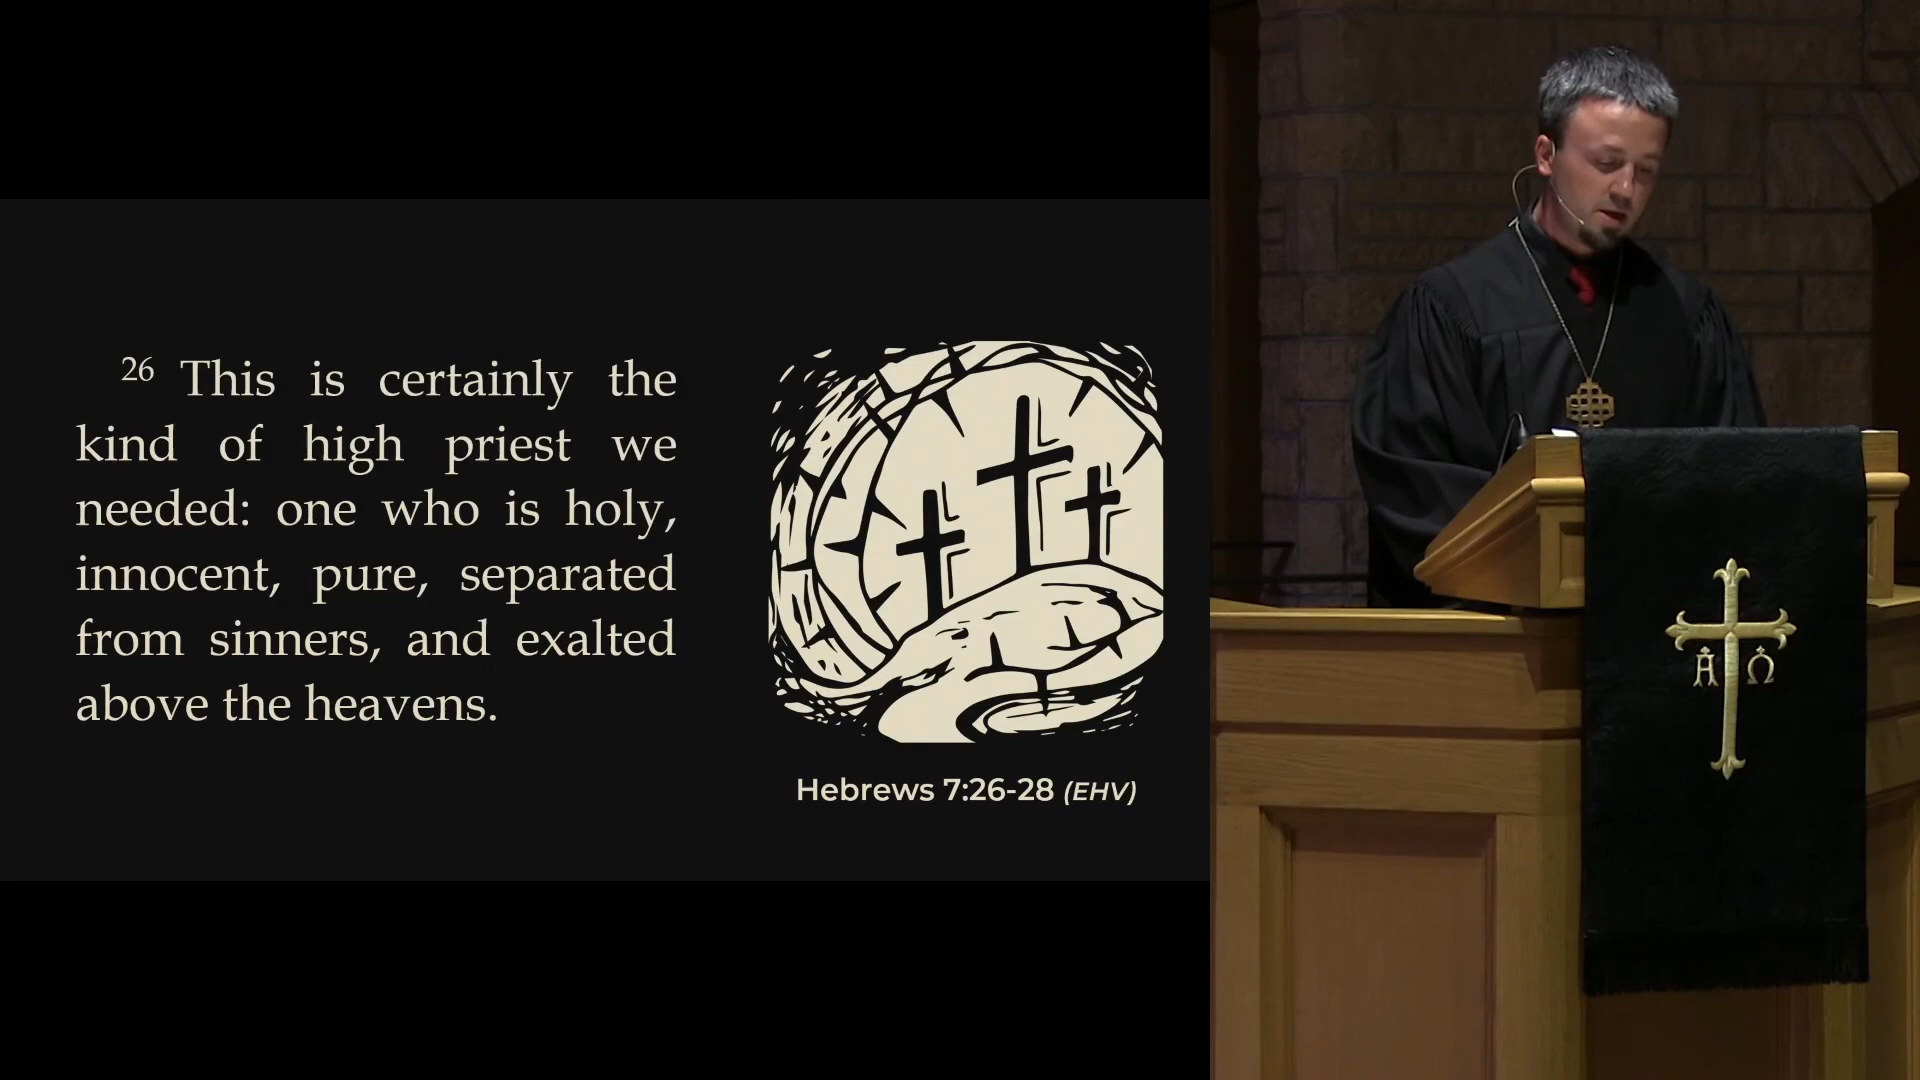 26 This is certainly the
kind of high priest we
needed: one who is holy,
innocent, pure, separated
from sinners, and exalted
above the heavens.
Hebrews 7:26-28 (EHV)
Α Ω